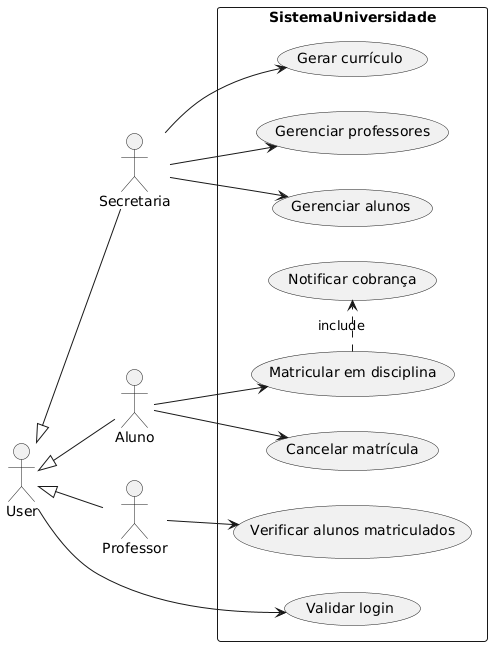 SistemaUniversidade
Gerar currículo
Gerenciar professores
Secretaria
Gerenciar alunos
Notificar cobrança
include
Matricular em disciplina
Aluno
Cancelar matrícula
User
Professor
Verificar alunos matriculados
Validar login